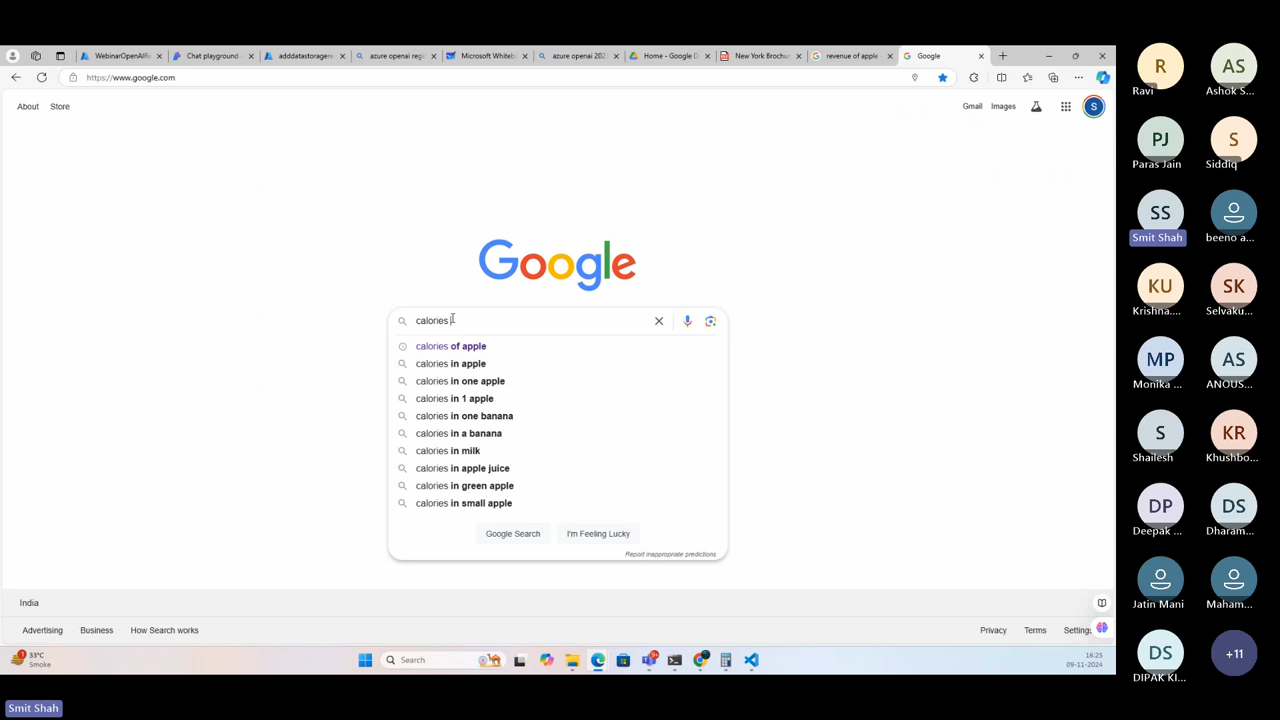 WebinarOpenAIRe
Chat playground -
adddatastoragere
azure openai reg
Microsoft Whiteb
azure openai 202
Home - Google D
New York Brochu
revenue of apple
Google
https://www.google.com
About
Store
Gmail
Images
S
Google
calories i
calories of apple
calories in apple
calories in one apple
calories in 1 apple
calories in one banana
calories in a banana
calories in milk
calories in apple juice
calories in green apple
calories in small apple
Google Search
I'm Feeling Lucky
Report inappropriate predictions
India
Advertising
Business
How Search works
Privacy
Terms
Settings
33°C
Smoke
Search
16:25
09-11-2024
R
Ravi
AS
Ashok S...
PJ
Paras Jain
S
Siddiq
SS
Smit Shah
beeno a...
KU
Krishna....
SK
Selvaku...
MP
Monika ...
AS
ANOUS...
S
Shailesh
KR
Khushbo...
DP
Deepak ...
DS
Dharam...
Jatin Mani
Maham...
DS
DIPAK KI...
+11
Smit Shah